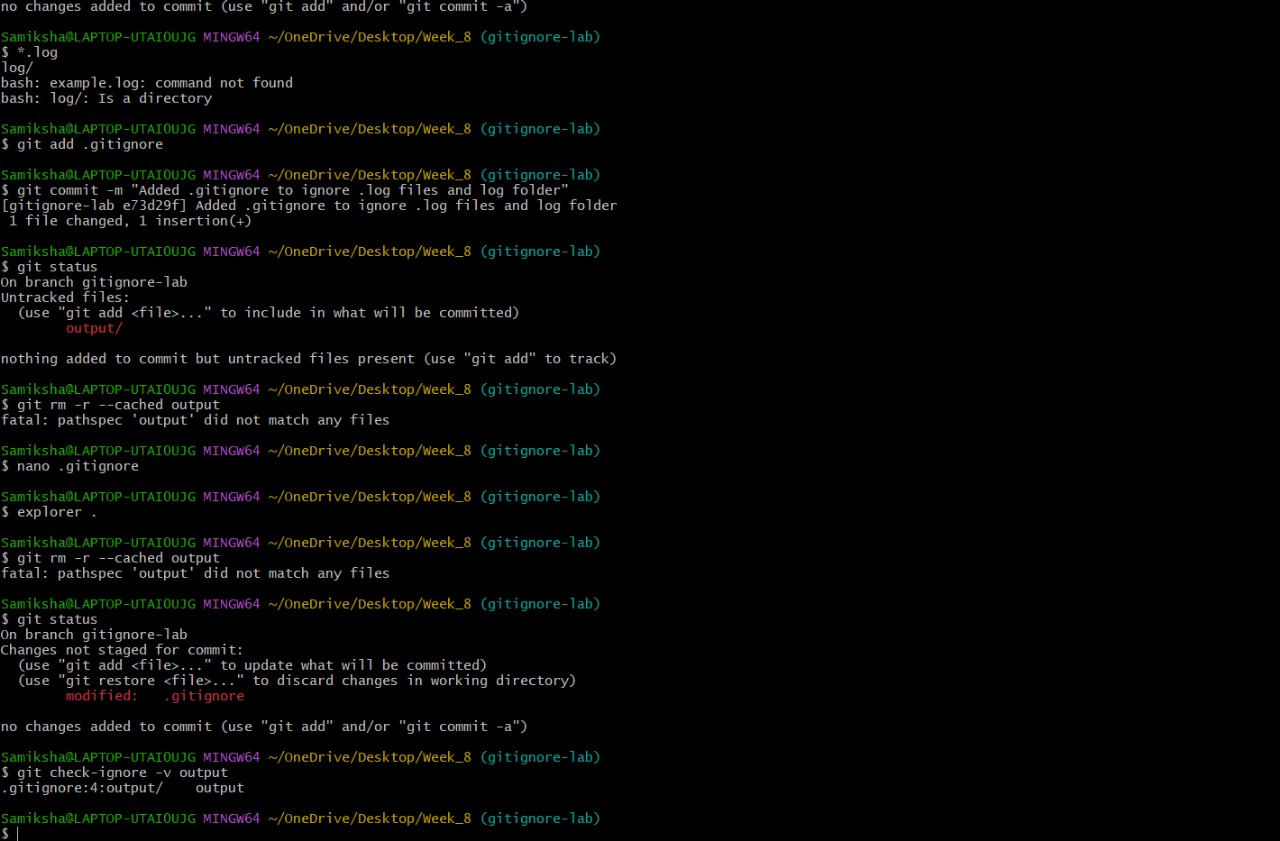 no changes added to commit (use "git add" and/or "git commit -a")
Samiksha@LAPTOP-UTAI0UJG MINGW64 ~/OneDrive/Desktop/Week_8 (gitignore-lab)
$ *.log
log/
bash: example.log: command not found
bash: log/: Is a directory
Samiksha@LAPTOP-UTAI0UJG MINGW64 ~/OneDrive/Desktop/Week_8 (gitignore-lab)
$ git add .gitignore
Samiksha@LAPTOP-UTAI0UJG MINGW64 ~/OneDrive/Desktop/Week_8 (gitignore-lab)
$ git commit -m "Added .gitignore to ignore .log files and log folder"
[gitignore-lab e73d29f] Added .gitignore to ignore .log files and log folder
 1 file changed, 1 insertion(+)
Samiksha@LAPTOP-UTAI0UJG MINGW64 ~/OneDrive/Desktop/Week_8 (gitignore-lab)
$ git status
On branch gitignore-lab
Untracked files:
  (use "git add <file>..." to include in what will be committed)
        output/
nothing added to commit but untracked files present (use "git add" to track)
Samiksha@LAPTOP-UTAI0UJG MINGW64 ~/OneDrive/Desktop/Week_8 (gitignore-lab)
$ git rm -r --cached output
fatal: pathspec 'output' did not match any files
Samiksha@LAPTOP-UTAI0UJG MINGW64 ~/OneDrive/Desktop/Week_8 (gitignore-lab)
$ nano .gitignore
Samiksha@LAPTOP-UTAI0UJG MINGW64 ~/OneDrive/Desktop/Week_8 (gitignore-lab)
$ explorer .
Samiksha@LAPTOP-UTAI0UJG MINGW64 ~/OneDrive/Desktop/Week_8 (gitignore-lab)
$ git rm -r --cached output
fatal: pathspec 'output' did not match any files
Samiksha@LAPTOP-UTAI0UJG MINGW64 ~/OneDrive/Desktop/Week_8 (gitignore-lab)
$ git status
On branch gitignore-lab
Changes not staged for commit:
  (use "git add <file>..." to update what will be committed)
  (use "git restore <file>..." to discard changes in working directory)
        modified:   .gitignore
no changes added to commit (use "git add" and/or "git commit -a")
Samiksha@LAPTOP-UTAI0UJG MINGW64 ~/OneDrive/Desktop/Week_8 (gitignore-lab)
$ git check-ignore -v output
.gitignore:4:output/    output
Samiksha@LAPTOP-UTAI0UJG MINGW64 ~/OneDrive/Desktop/Week_8 (gitignore-lab)
$